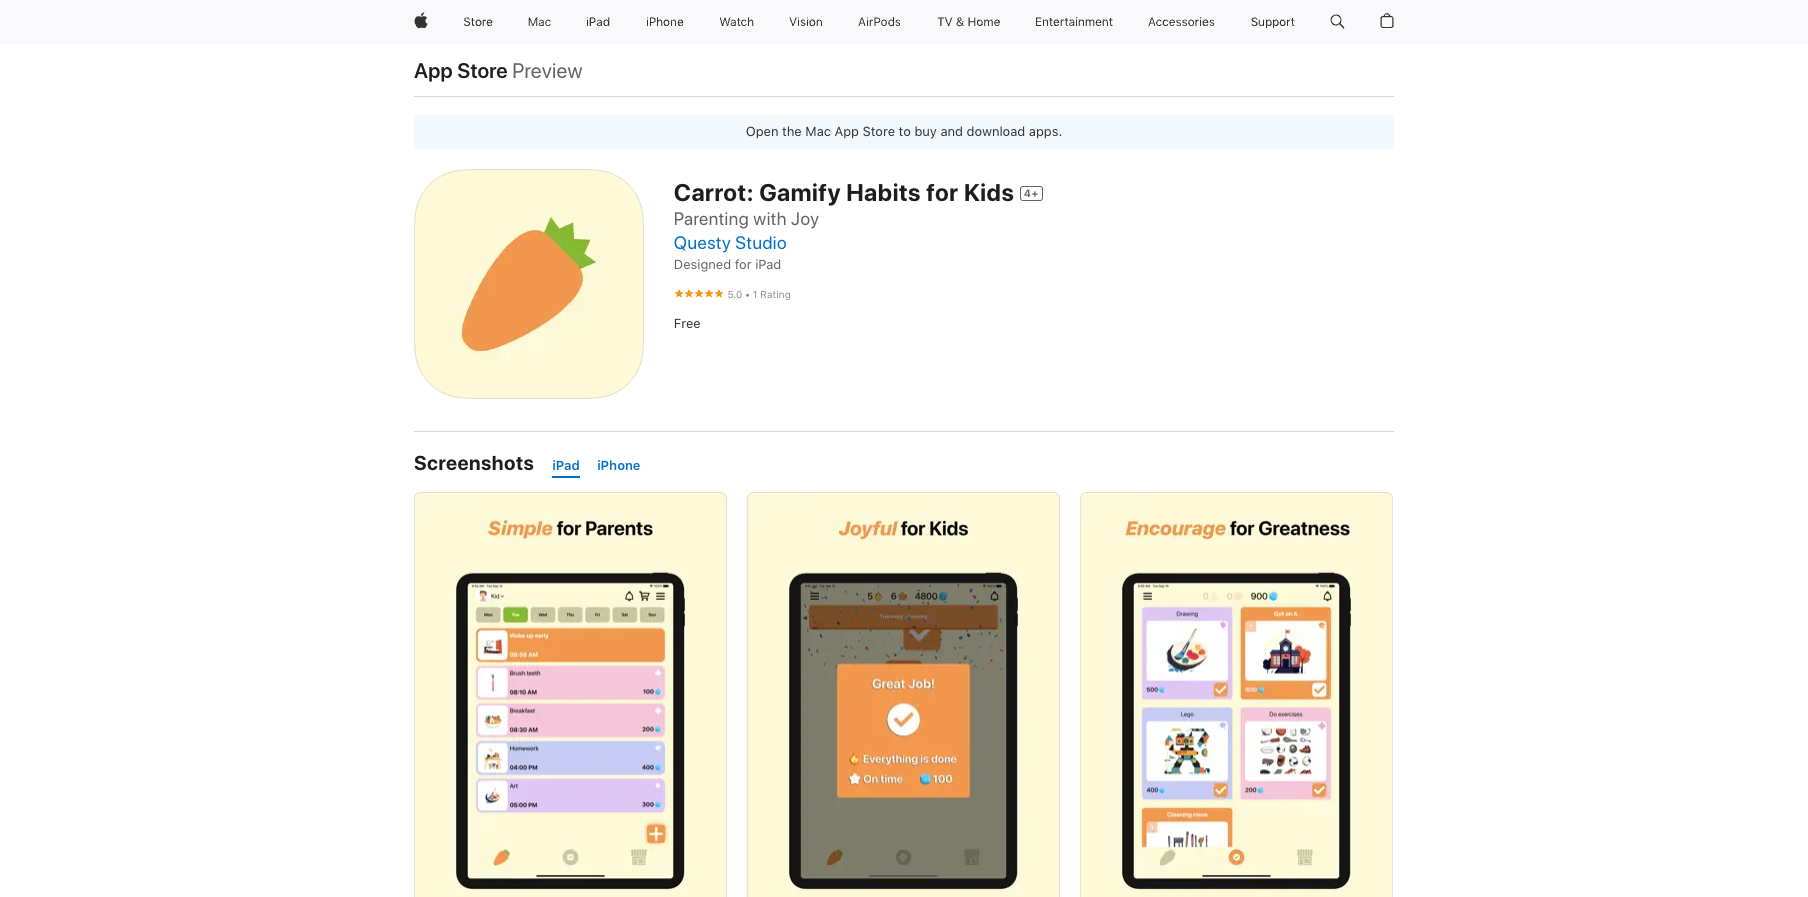 Store Mac iPad iPhone Watch Vision AirPods TV & Home Entertainment Accessories Support
App Store Preview
Open the Mac App Store to buy and download apps.
Carrot: Gamify Habits for Kids 4+
Parenting with Joy
Questy Studio
Designed for iPad
★★★★★ 5.0 • 1 Rating
Free
Screenshots iPad iPhone
Simple for Parents
Kid
Mon Tue Wed Thu Fri Sat Sun
Wake up early
Brush teeth
08:10 AM 100
Breakfast
08:30 AM 200
Homework
04:00 PM 400
Art
05:00 PM 300
Joyful for Kids
5 6 4800
Great Job!
Everything is done
On time 100
Encourage for Greatness
0 0 900
Drawing Get an A
500 600
Lego Do exercises
400 200
Cleaning room